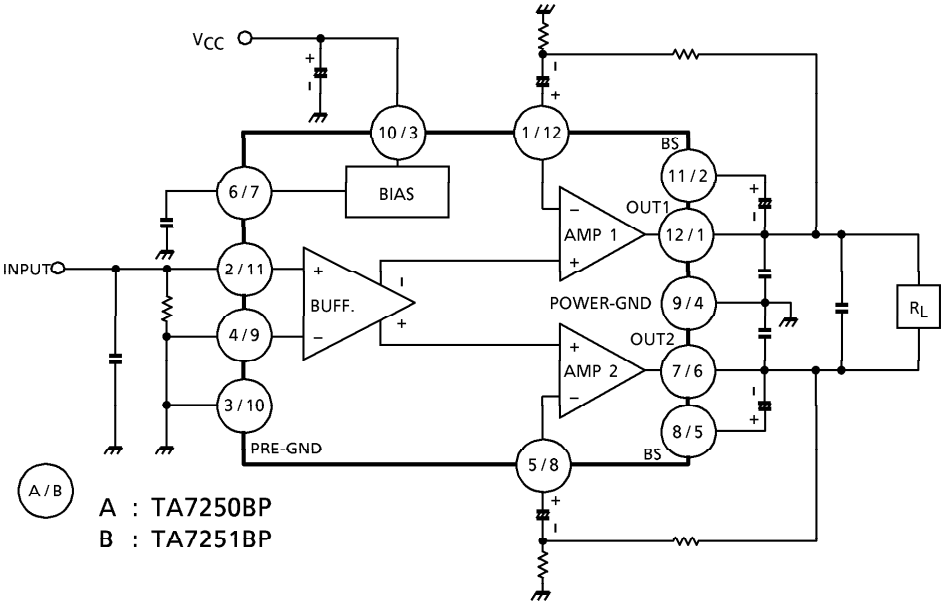 VCC
+
−
−
+
10 / 3
1 / 12
BS
6 / 7
BIAS
11 / 2
+
−
OUT1
−
AMP 1
+
12 / 1
INPUT
2 / 11
+
BUFF.
−
−
+
POWER-GND
9 / 4
RL
4 / 9
OUT2
+
AMP 2
−
7 / 6
−
+
3 / 10
8 / 5
PRE-GND
BS
5 / 8
+
−
A / B
A : TA7250BP
B : TA7251BP